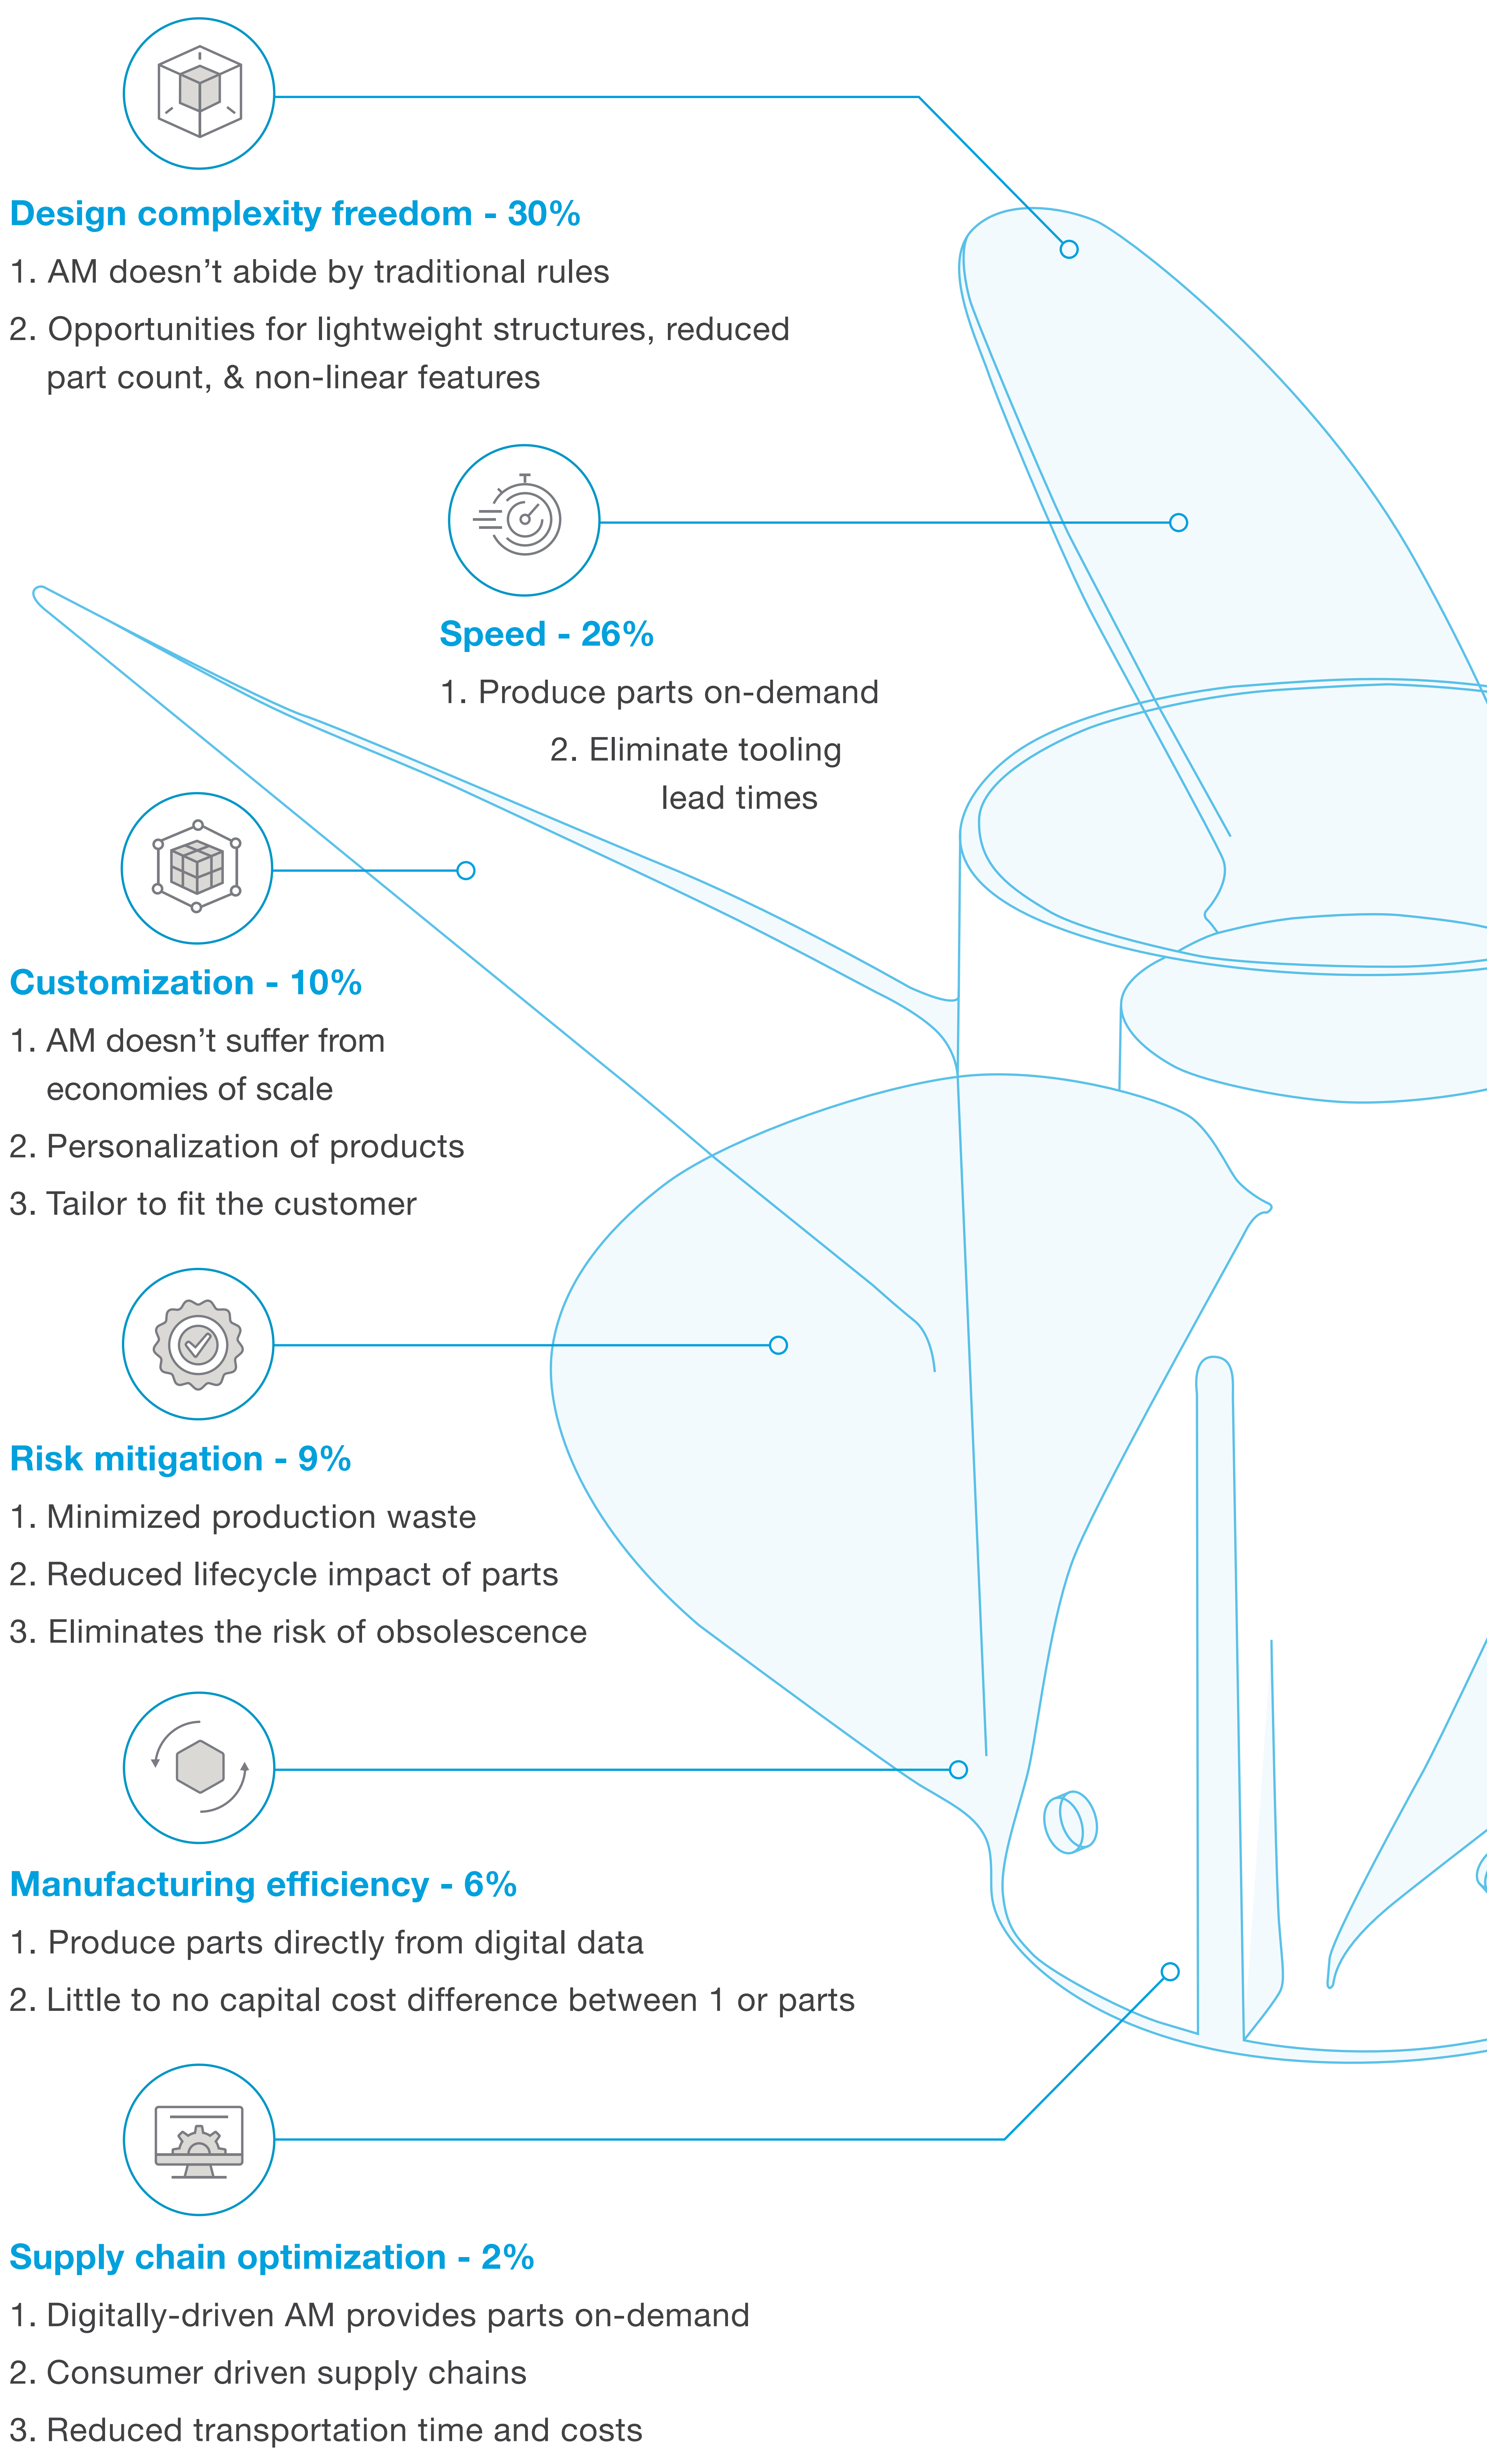 Design complexity freedom - 30%
1. AM doesn’t abide by traditional rules
2. Opportunities for lightweight structures, reduced
part count, & non-linear features
Speed - 26%
1. Produce parts on-demand
2. Eliminate tooling
lead times
Customization - 10%
1. AM doesn’t suffer from
economies of scale
2. Personalization of products
3. Tailor to fit the customer
Risk mitigation - 9%
1. Minimized production waste
2. Reduced lifecycle impact of parts
3. Eliminates the risk of obsolescence
Manufacturing efficiency - 6%
1. Produce parts directly from digital data
2. Little to no capital cost difference between 1 or parts
Supply chain optimization - 2%
1. Digitally-driven AM provides parts on-demand
2. Consumer driven supply chains
3. Reduced transportation time and costs